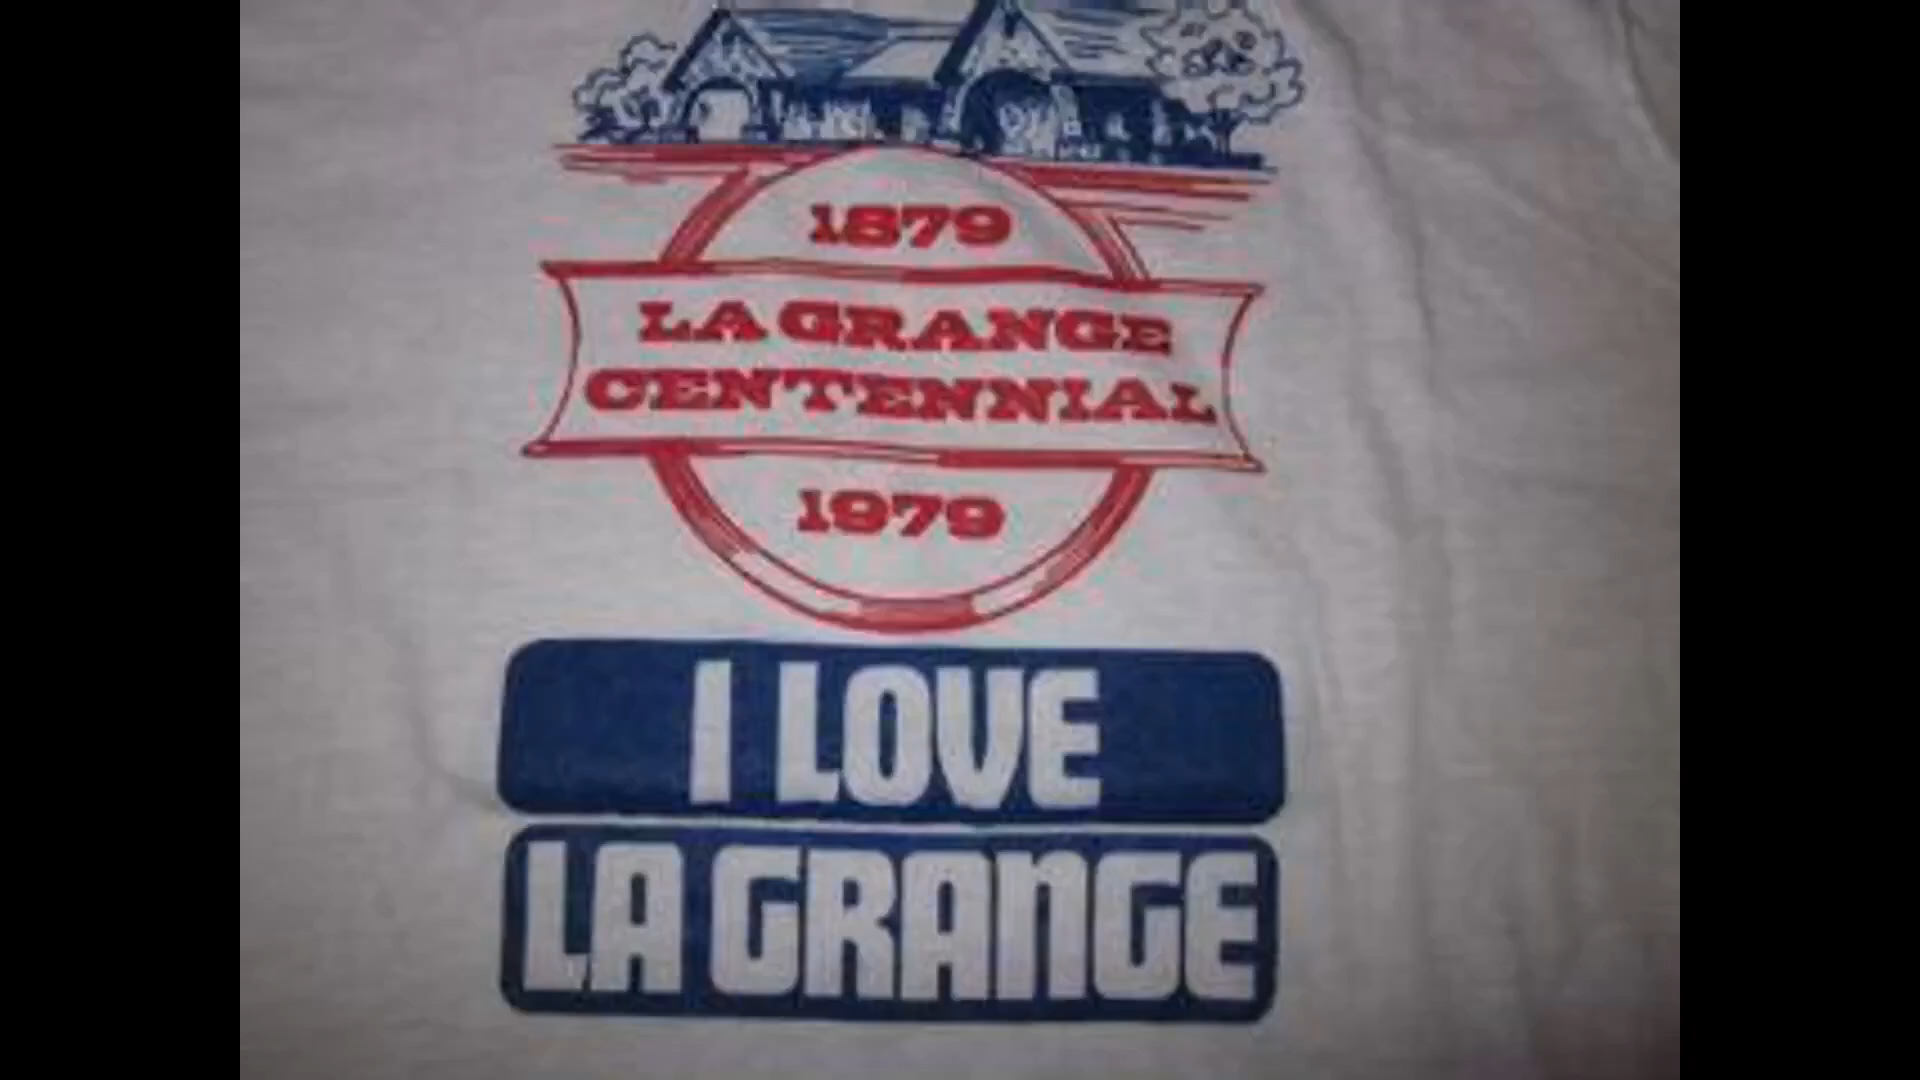 1879
LA GRANGE
CENTENNIAL
1979
I LOVE
LA GRANGE